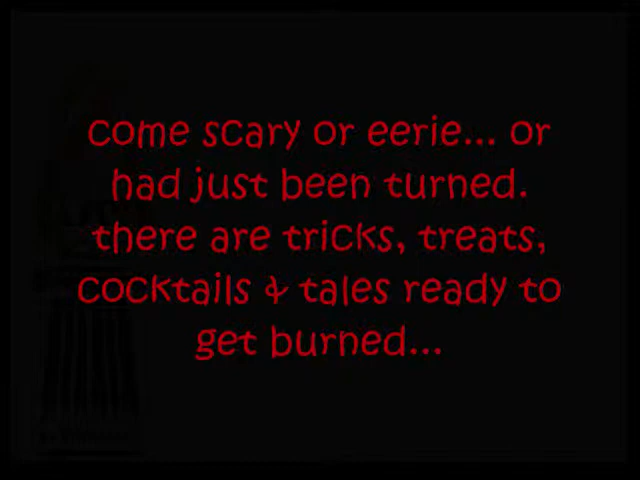 come scary or eerie... or
had just been turned.
there are tricks, treats,
cocktails & tales ready to
get burned...